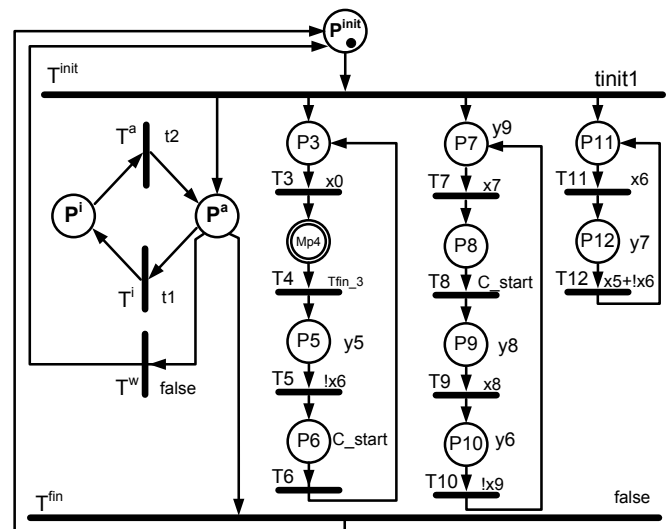 P^init
T^init tinit1
T^a t2
P3
P7 y9
P11
T3 x0
T7 x7
T11 x6
P^i
P^a
Mp4
P8
P12 y7
T4 Tfin_3
T8 C_start
T12 x5+!x6
T^i t1
P5 y5
P9 y8
T^w false
T5 !x6
T9 x8
P6 C_start
P10 y6
T6
T10 !x9
T^fin false